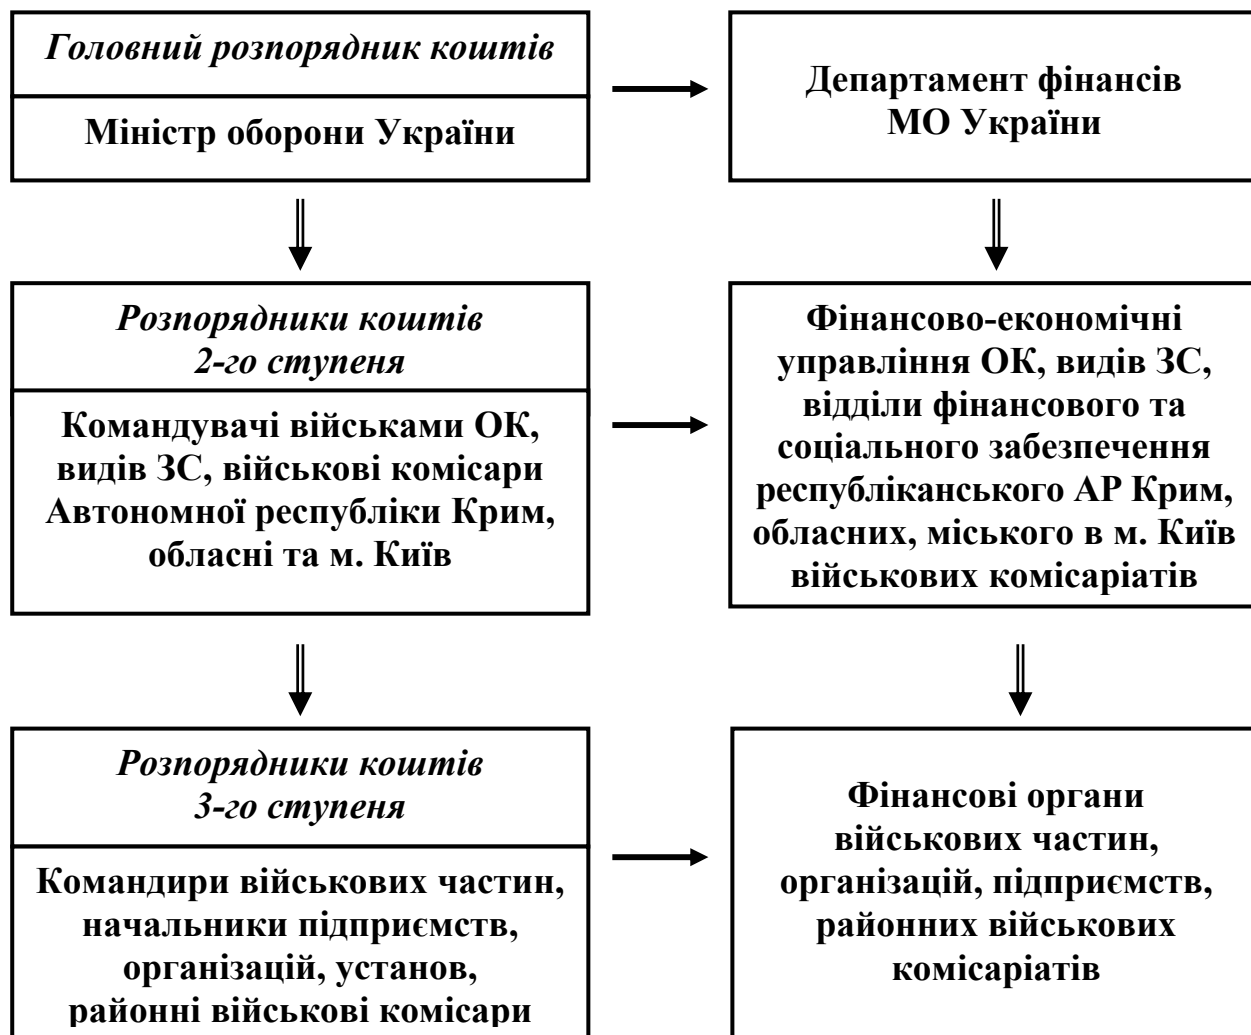 Головний розпорядник коштів
Міністр оборони України
Департамент фінансів
МО України
Розпорядники коштів
2-го ступеня
Командувачі військами ОК,
видів ЗС, військові комісари
Автономної республіки Крим,
обласні та м. Київ
Фінансово-економічні
управління ОК, видів ЗС,
відділи фінансового та
соціального забезпечення
республіканського АР Крим,
обласних, міського в м. Київ
військових комісаріатів
Розпорядники коштів
3-го ступеня
Командири військових частин,
начальники підприємств,
організацій, установ,
районні військові комісари
Фінансові органи
військових частин,
організацій, підприємств,
районних військових
комісаріатів